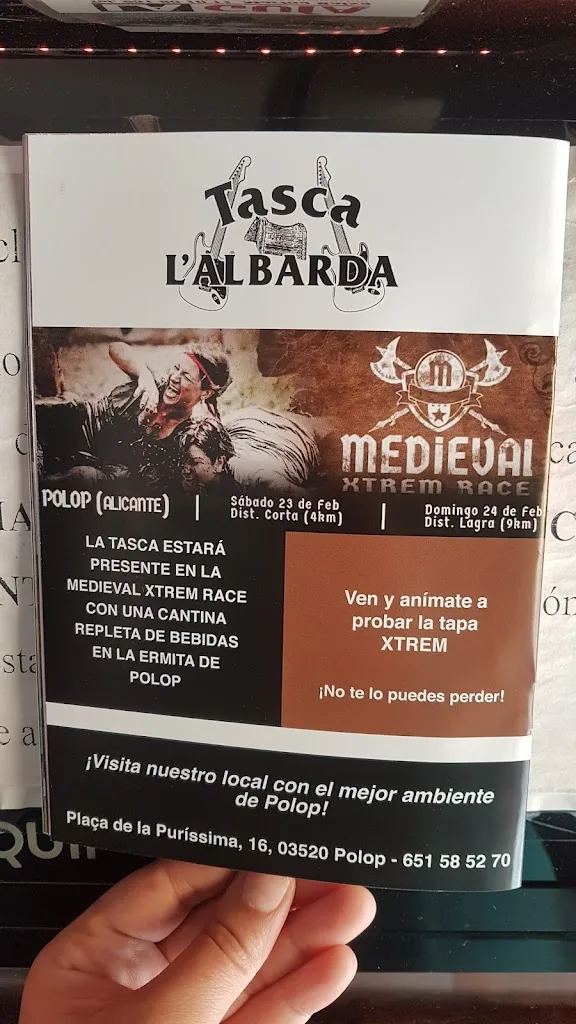 Tasca
L'ALBARDA
M
MEDIEVAL
XTREM RACE
POLOP (ALICANTE) | Sábado 23 de Feb
Dist. Corta (4km) | Domingo 24 de Feb
Dist. Lagra (9km)
LA TASCA ESTARÁ
PRESENTE EN LA
MEDIEVAL XTREM RACE
CON UNA CANTINA
REPLETA DE BEBIDAS
EN LA ERMITA DE
POLOP
Ven y anímate a
probar la tapa
XTREM
¡No te lo puedes perder!
¡Visita nuestro local con el mejor ambiente
de Polop!
Plaça de la Puríssima, 16, 03520 Polop - 651 58 52 70